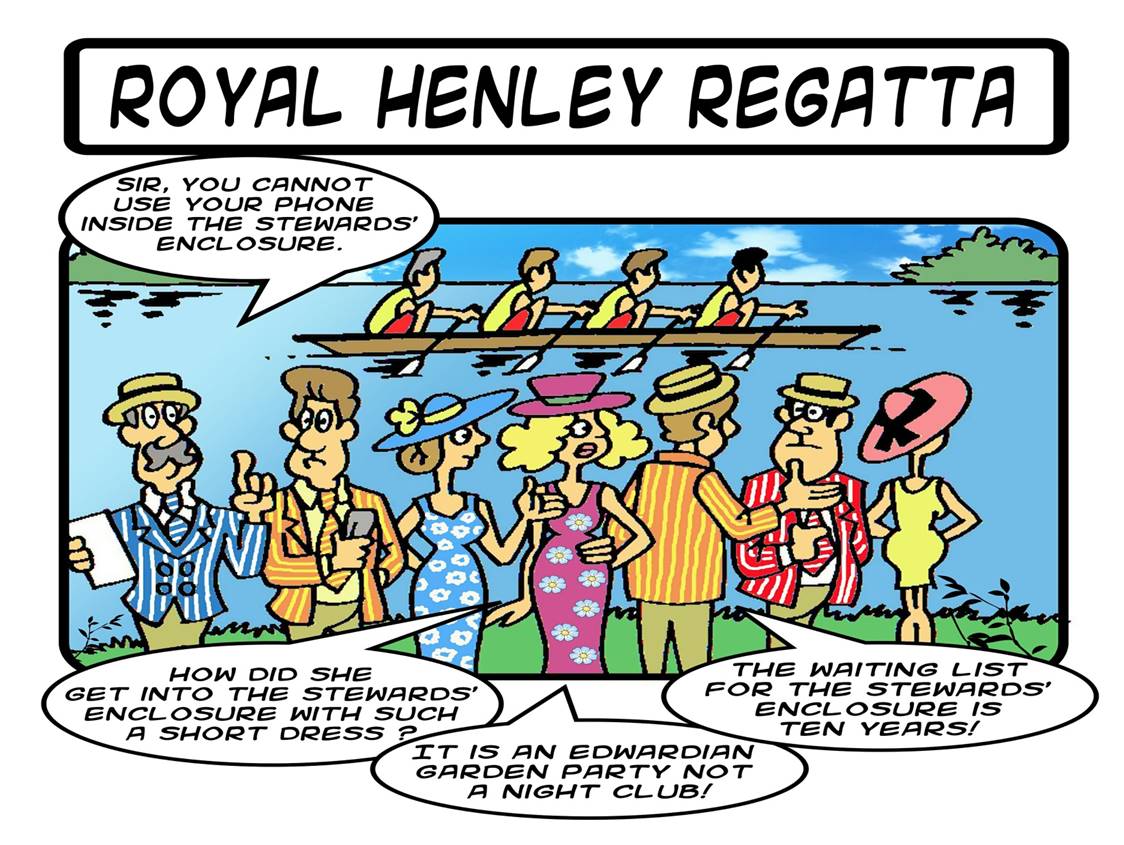 ROYAL HENLEY REGATTA
SIR, YOU CANNOT
USE YOUR PHONE
INSIDE THE STEWARDS'
ENCLOSURE.
HOW DID SHE
GET INTO THE STEWARDS'
ENCLOSURE WITH SUCH
A SHORT DRESS ?
IT IS AN EDWARDIAN
GARDEN PARTY NOT
A NIGHT CLUB!
THE WAITING LIST
FOR THE STEWARDS'
ENCLOSURE IS
TEN YEARS!